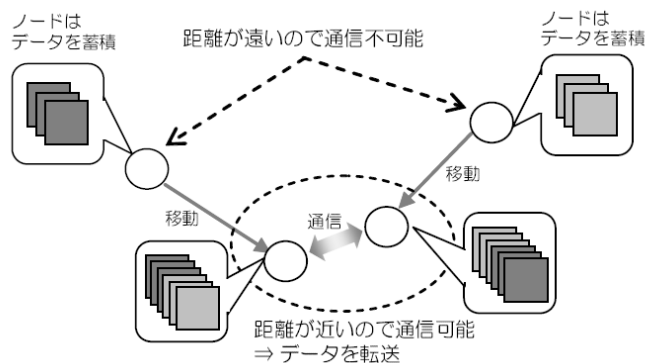 ノードは
データを蓄積
距離が遠いので通信不可能
ノードは
データを蓄積
移動
移動
通信
距離が近いので通信可能
⇒ データを転送